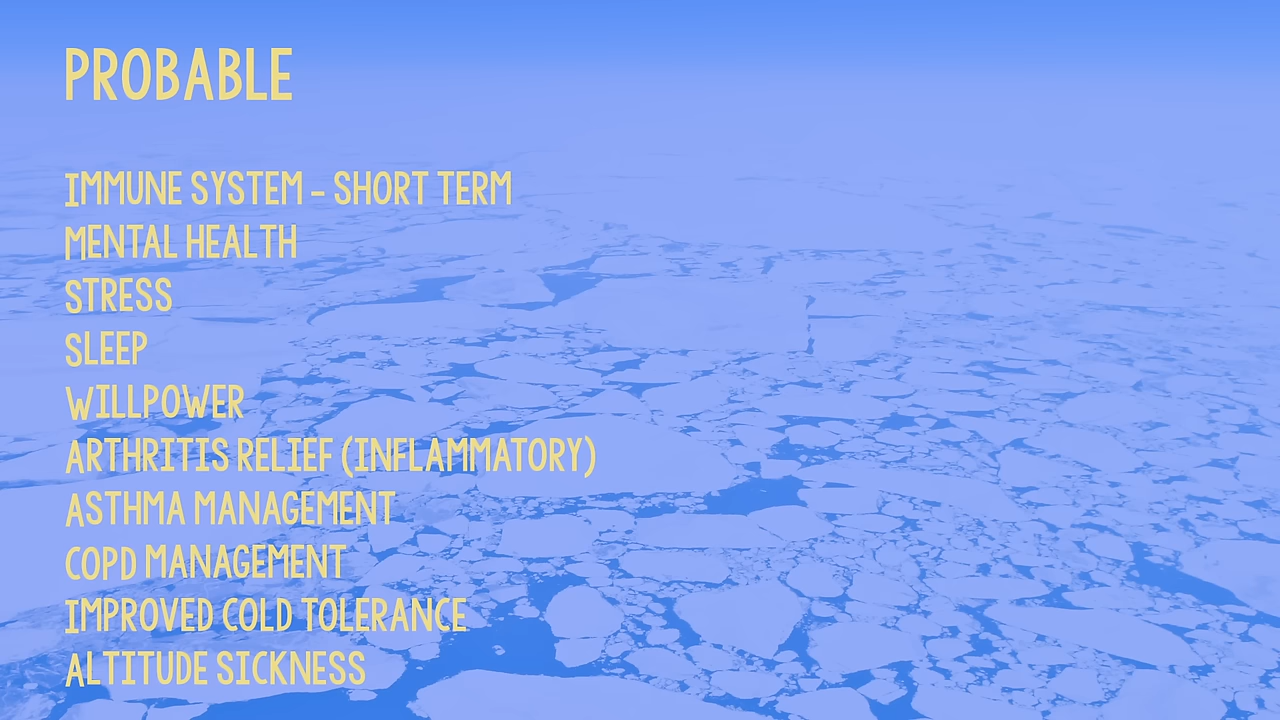 PROBABLE
IMMUNE SYSTEM - SHORT TERM
MENTAL HEALTH
STRESS
SLEEP
WILLPOWER
ARTHRITIS RELIEF (INFLAMMATORY)
ASTHMA MANAGEMENT
COPD MANAGEMENT
IMPROVED COLD TOLERANCE
ALTITUDE SICKNESS